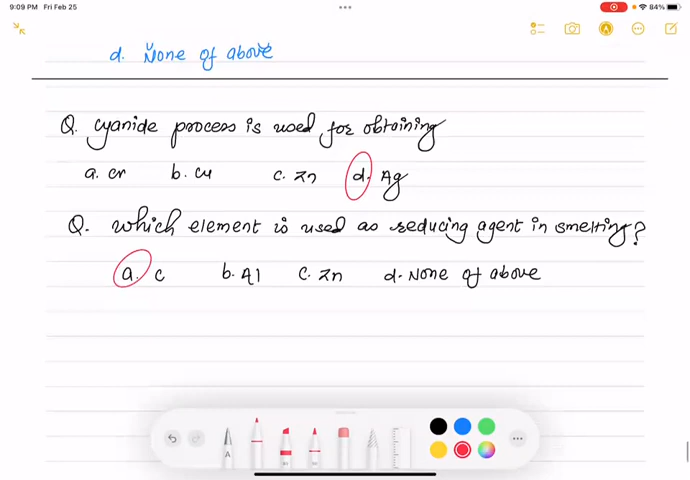 9:09 PM Fri Feb 25
84%
d. None of above
Q. Cyanide process is used for obtaining
a. Cr b. Cu c. Zn d. Ag
Q. which element is used as reducing agent in smelting?
a. C b. Al c. Zn d. None of above
A